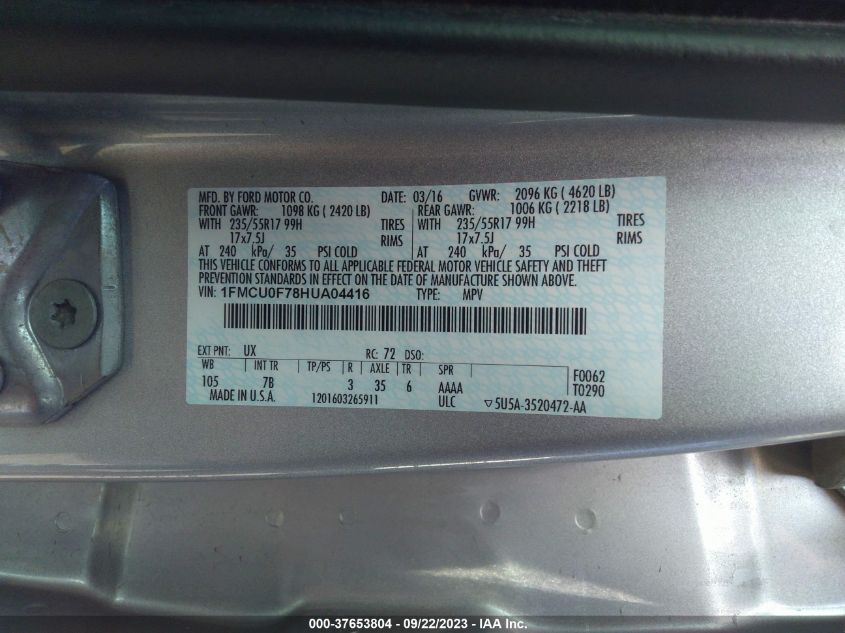 MFD. BY FORD MOTOR CO. DATE: 03/16 GVWR: 2096 KG ( 4620 LB)
FRONT GAWR: 1098 KG ( 2420 LB) REAR GAWR: 1006 KG ( 2218 LB)
WITH 235/55R17 99H TIRES WITH 235/55R17 99H TIRES
17x7.5J RIMS 17x7.5J RIMS
AT 240 kPa/ 35 PSI COLD AT 240 kPa/ 35 PSI COLD
THIS VEHICLE CONFORMS TO ALL APPLICABLE FEDERAL MOTOR VEHICLE SAFETY AND THEFT
PREVENTION STANDARDS IN EFFECT ON THE DATE OF MANUFACTURE SHOWN ABOVE.
VIN: 1FMCU0F78HUA04416 TYPE: MPV
EXT PNT: UX RC: 72 DSO:
WB INT TR TP/PS R AXLE TR SPR F0062
105 7B 3 35 6 AAAA T0290
MADE IN U.S.A. 1201603265911 ULC ▽5U5A-3520472-AA
000-37653804 - 09/22/2023 - IAA Inc.